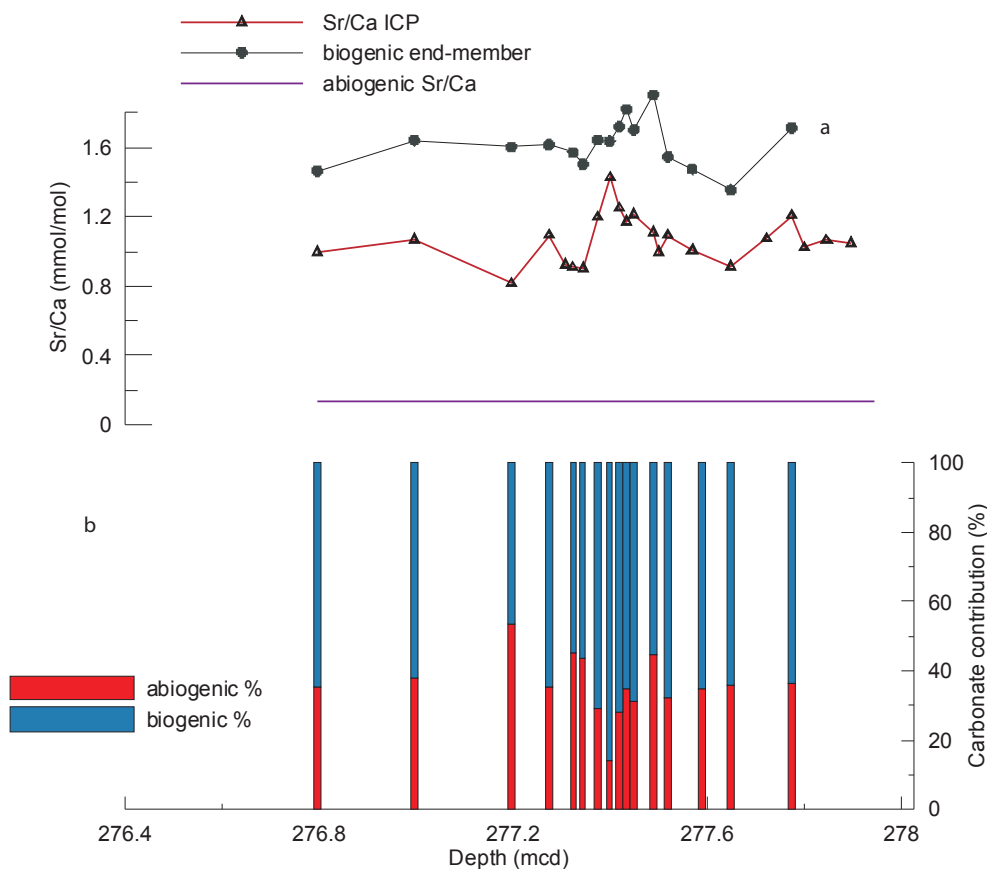 Sr/Ca ICP
biogenic end-member
abiogenic Sr/Ca
a
1.6
1.2
0.8
0.4
0
Sr/Ca (mmol/mol)
b
100
80
60
40
20
0
Carbonate contribution (%)
abiogenic %
biogenic %
276.4
276.8
277.2
277.6
278
Depth (mcd)